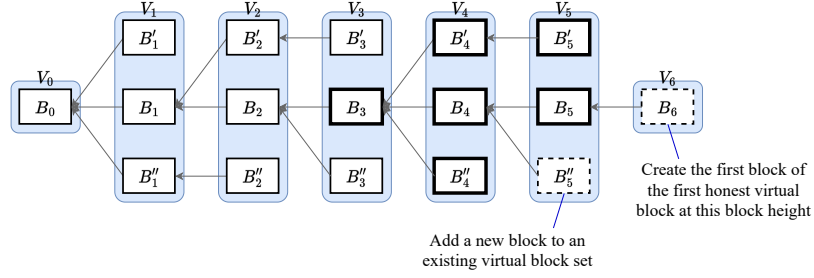 V₁ V₂ V₃ V₄ V₅
B′₁ B′₂ B′₃ B′₄ B′₅
V₀ V₆
B₀ B₁ B₂ B₃ B₄ B₅ B₆
B″₁ B″₂ B″₃ B″₄ B″₅
Create the first block of
the first honest virtual
block at this block height
Add a new block to an
existing virtual block set